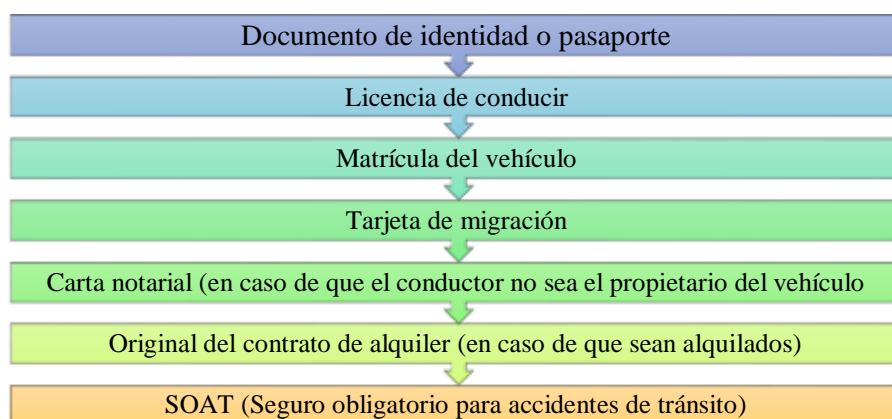 Documento de identidad o pasaporte
Licencia de conducir
Matrícula del vehículo
Tarjeta de migración
Carta notarial (en caso de que el conductor no sea el propietario del vehículo
Original del contrato de alquiler (en caso de que sean alquilados)
SOAT (Seguro obligatorio para accidentes de tránsito)